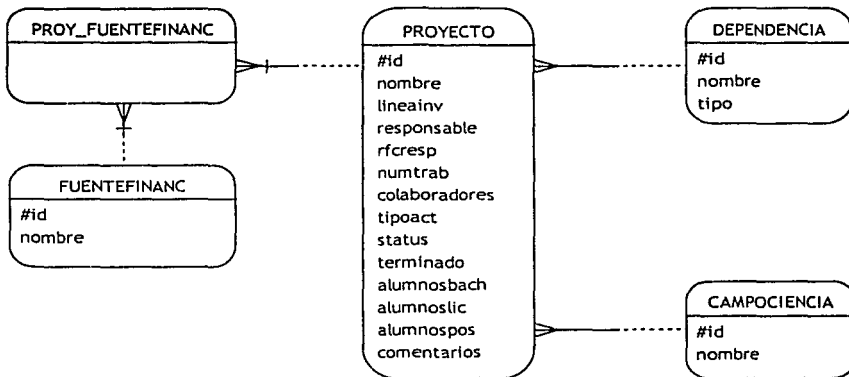 PROY_FUENTEFINANC
FUENTEFINANC
#id
nombre
PROYECTO
#id
nombre
lineainv
responsable
rfcresp
numtrab
colaboradores
tipoact
status
terminado
alumnosbach
alumnoslic
alumnospos
comentarios
DEPENDENCIA
#id
nombre
tipo
CAMPOCIENCIA
#id
nombre